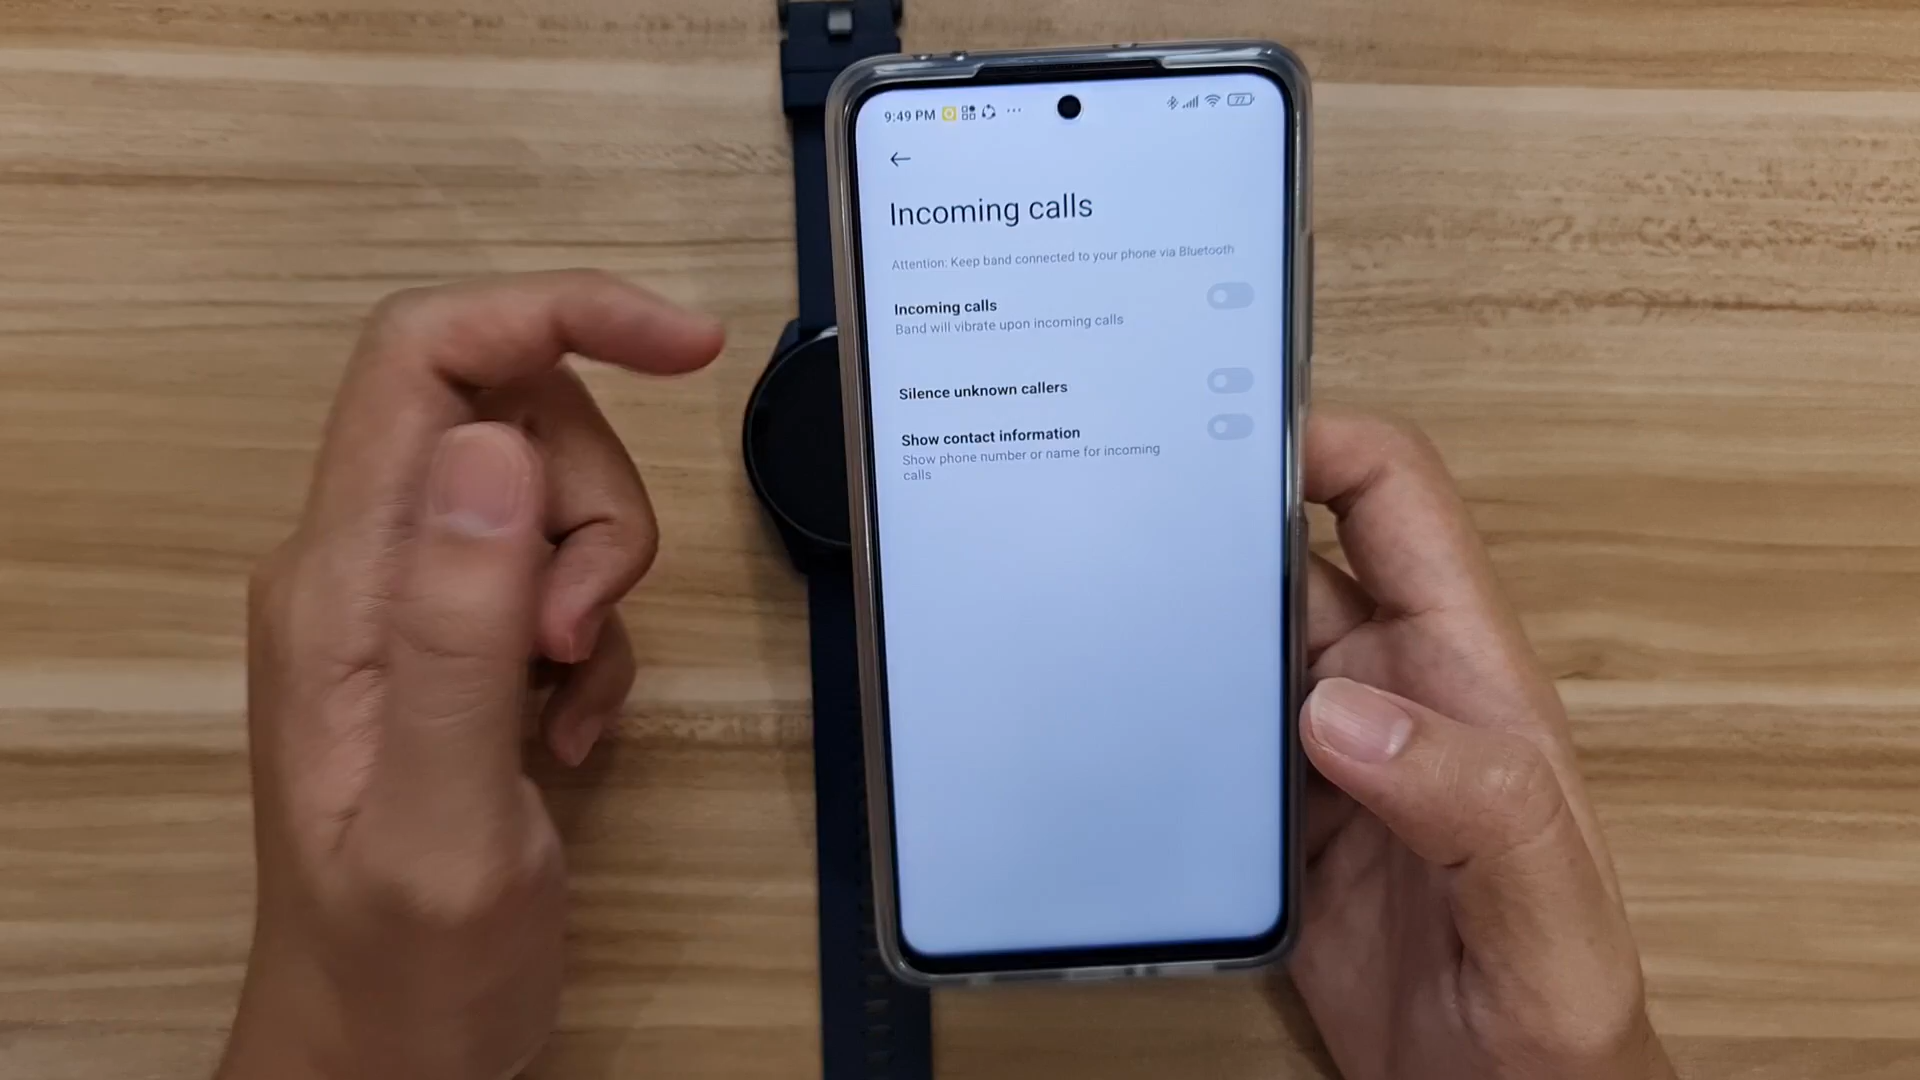 9:49 PM
77
Incoming calls
Attention: Keep band connected to your phone via Bluetooth
Incoming calls
Band will vibrate upon incoming calls
Silence unknown callers
Show contact information
Show phone number or name for incoming
calls